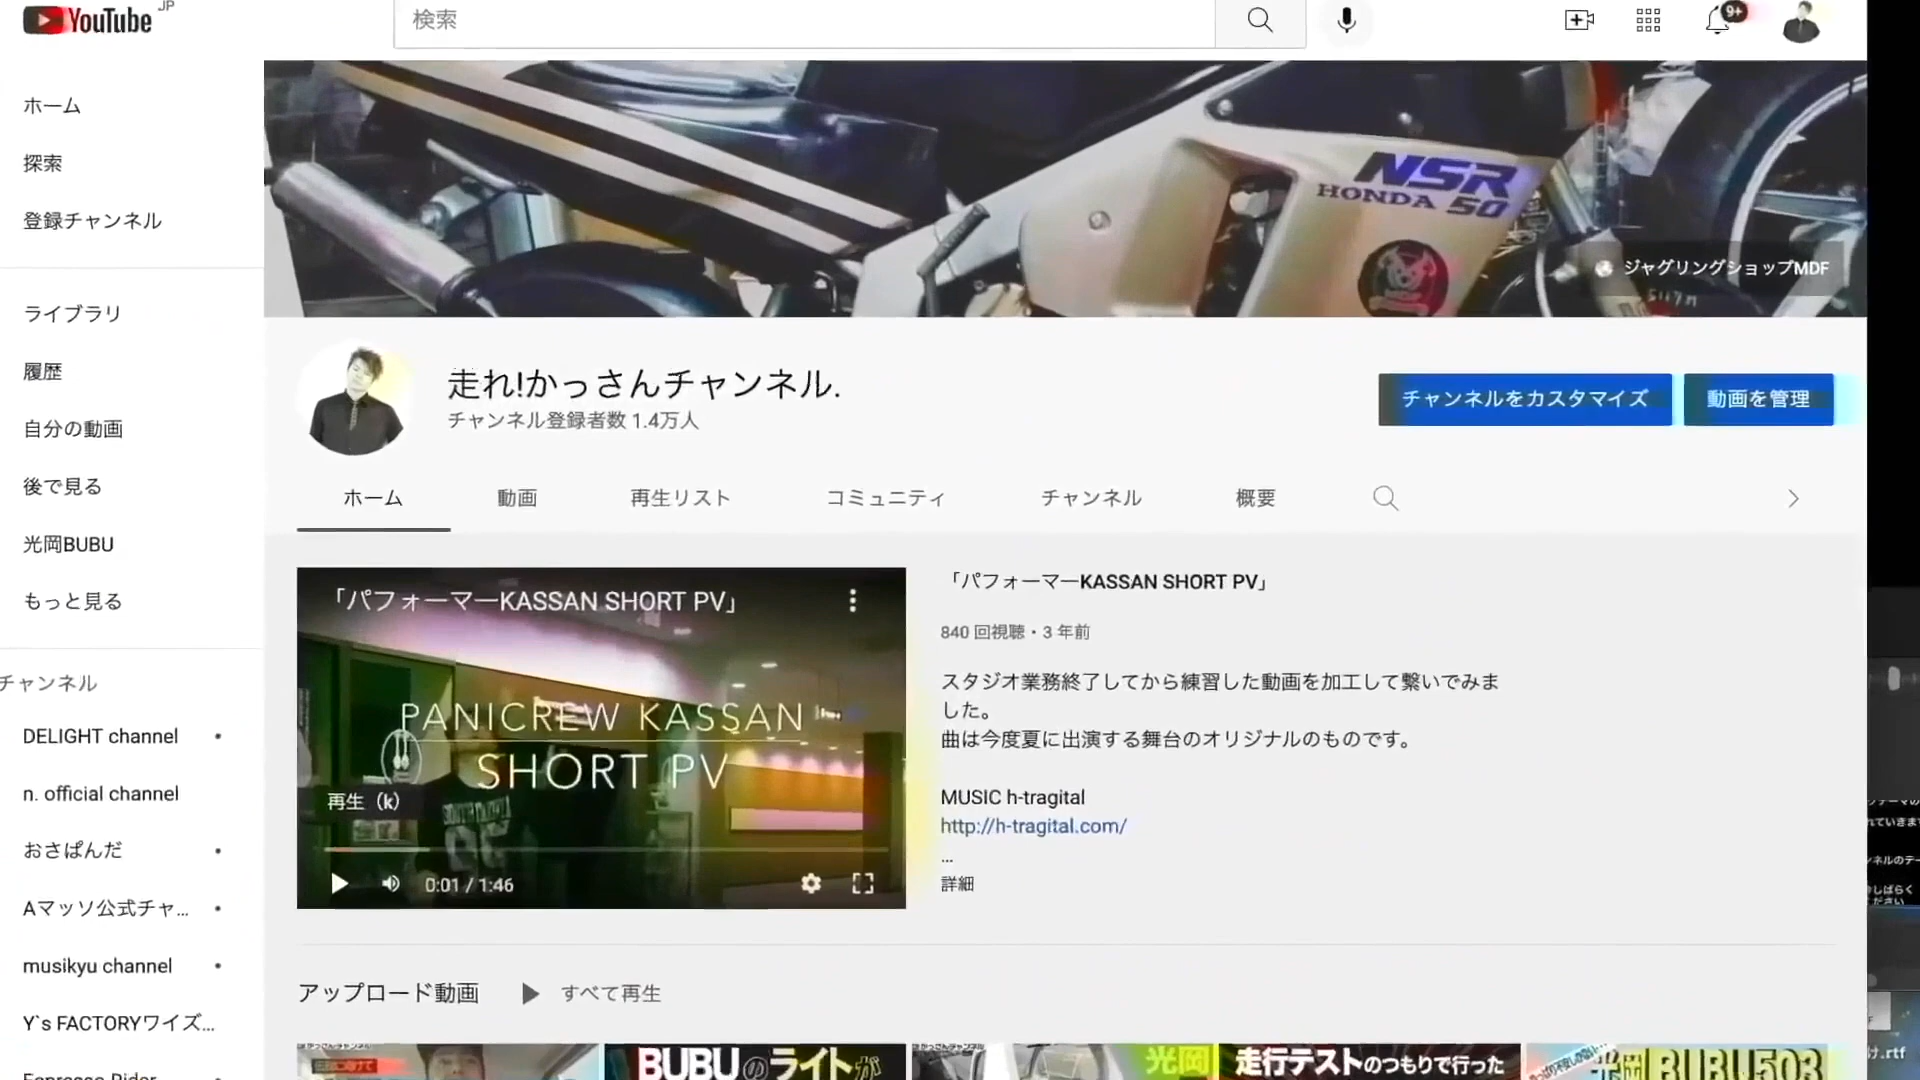 YouTube JP
検索
9+
ホーム
探索
登録チャンネル
ライブラリ
履歴
自分の動画
後で見る
光岡BUBU
もっと見る
チャンネル
DELIGHT channel
n. official channel
おさぱんだ
Aマッソ公式チャ...
musikyu channel
Y`s FACTORYワイズ...
NSR
HONDA 50
ジャグリングショップMDF
走れ!かっさんチャンネル.
チャンネル登録者数 1.4万人
チャンネルをカスタマイズ
動画を管理
ホーム
動画
再生リスト
コミュニティ
チャンネル
概要
「パフォーマーKASSAN SHORT PV」
PANICREW KASSAN
SHORT PV
再生（k）
0:01 / 1:46
「パフォーマーKASSAN SHORT PV」
840 回視聴・3 年前
スタジオ業務終了してから練習した動画を加工して繋いでみま
した。
曲は今度夏に出演する舞台のオリジナルのものです。
MUSIC h-tragital
http://h-tragital.com/
...
詳細
アップロード動画
すべて再生
BUBUのライトが
光岡
走行テストのつもりで行った
光岡BUBU503
け.rtf